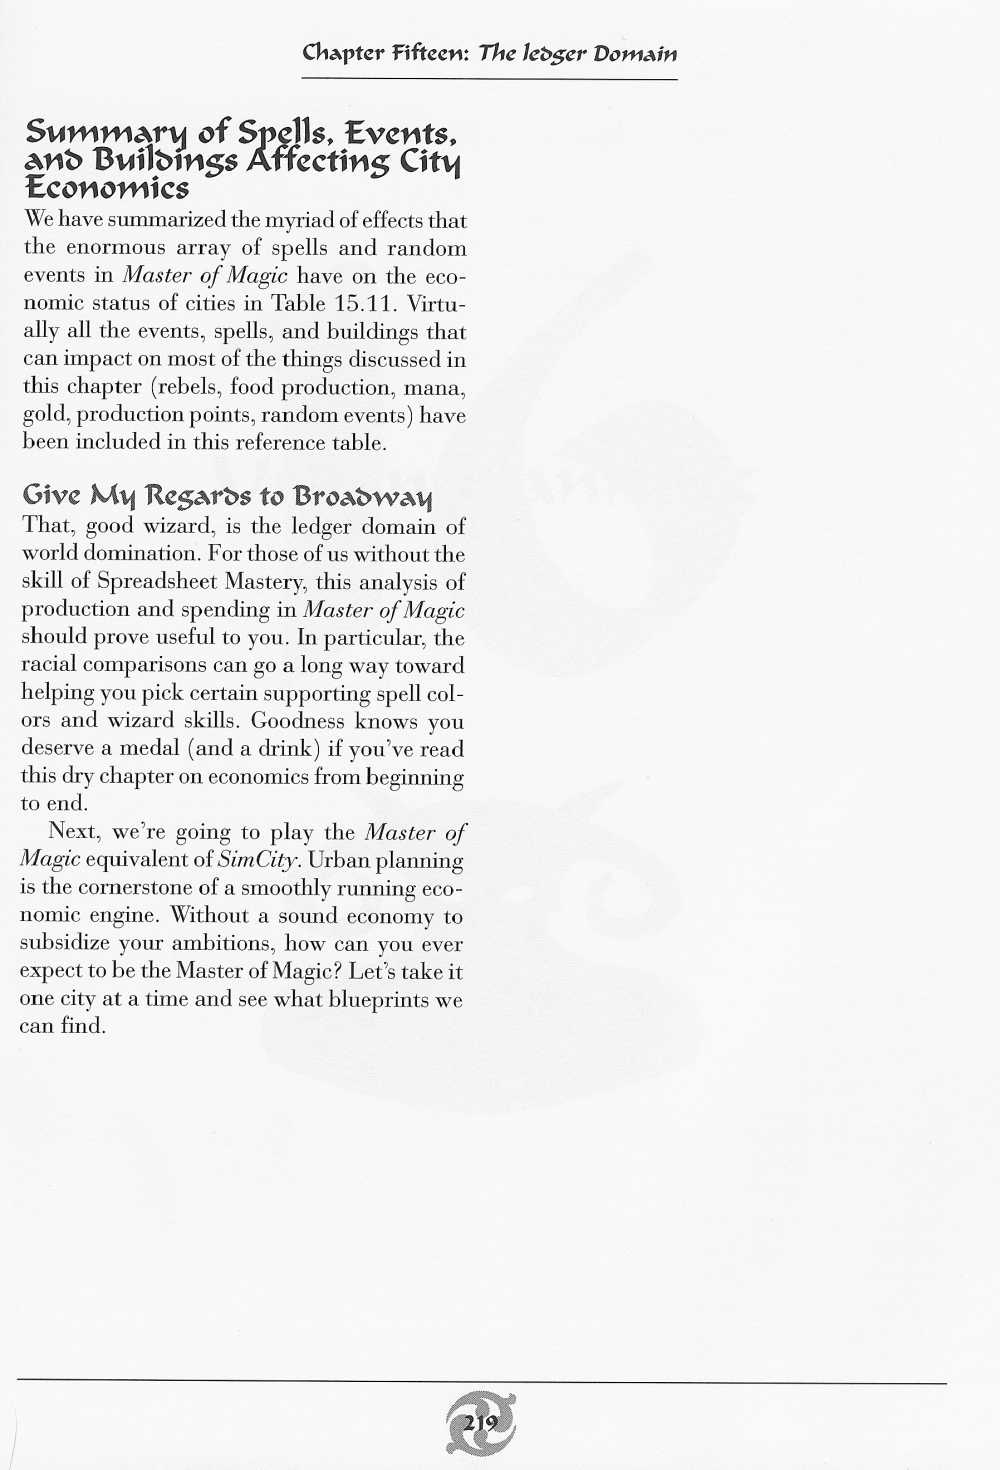 Chapter Fifteen: The ledger Domain
Summary of Spells, Events,
and Buildings Affecting City
Economics
We have summarized the myriad of effects that
the enormous array of spells and random
events in Master of Magic have on the eco-
nomic status of cities in Table 15.11. Virtu-
ally all the events, spells, and buildings that
can impact on most of the things discussed in
this chapter (rebels, food production, mana,
gold, production points, random events) have
been included in this reference table.
Give My Regards to Broadway
That, good wizard, is the ledger domain of
world domination. For those of us without the
skill of Spreadsheet Mastery, this analysis of
production and spending in Master of Magic
should prove useful to you. In particular, the
racial comparisons can go a long way toward
helping you pick certain supporting spell col-
ors and wizard skills. Goodness knows you
deserve a medal (and a drink) if you've read
this dry chapter on economics from beginning
to end.
Next, we're going to play the Master of
Magic equivalent of SimCity. Urban planning
is the cornerstone of a smoothly running eco-
nomic engine. Without a sound economy to
subsidize your ambitions, how can you ever
expect to be the Master of Magic? Let's take it
one city at a time and see what blueprints we
can find.
219